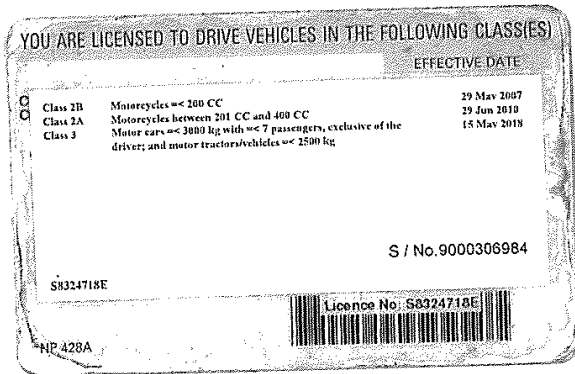 YOU ARE LICENSED TO DRIVE VEHICLES IN THE FOLLOWING CLASS(ES)
EFFECTIVE DATE
Class 2B Motorcycles =< 200 CC 29 May 2007
Class 2A Motorcycles between 201 CC and 400 CC 29 Jun 2010
Class 3 Motor cars =< 3000 kg with =< 7 passengers, exclusive of the 15 May 2018
driver; and motor tractors/vehicles =< 2500 kg
S / No.9000306984
S8324718E
Licence No: S8324718E
NP 428A